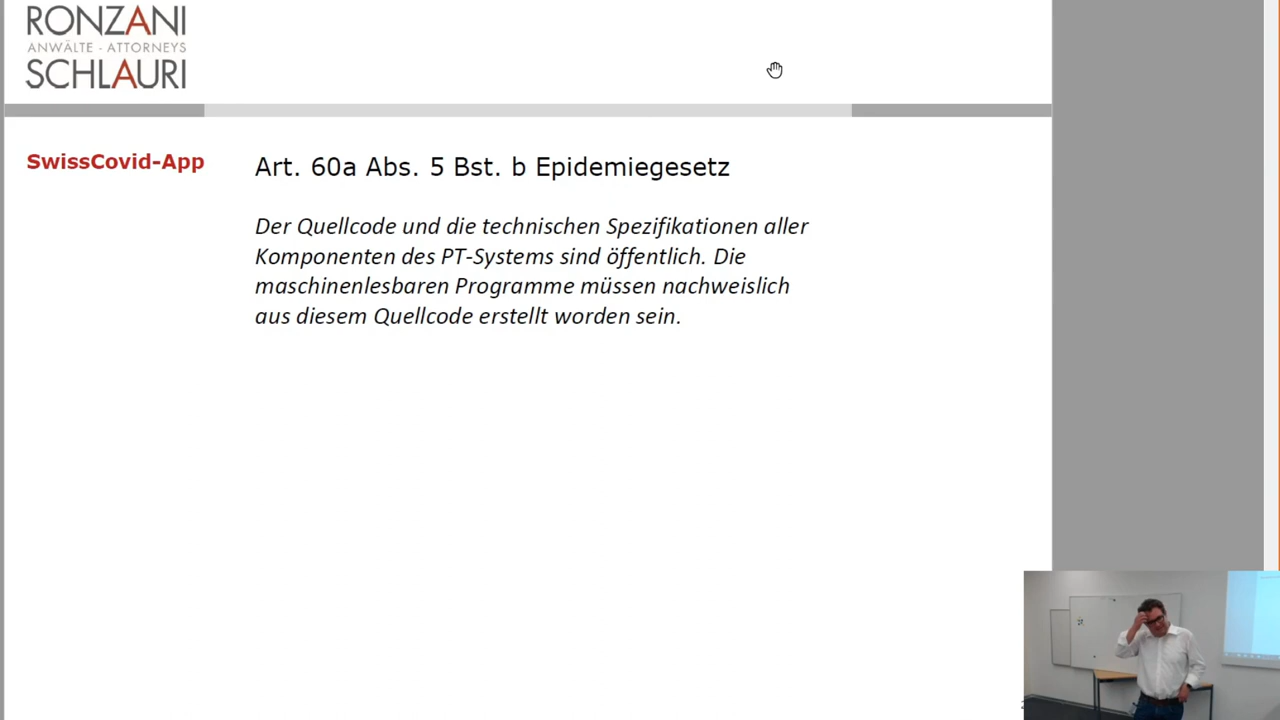 RONZANI
ANWÄLTE - ATTORNEYS
SCHLAURI
SwissCovid-App
Art. 60a Abs. 5 Bst. b Epidemiegesetz
Der Quellcode und die technischen Spezifikationen aller
Komponenten des PT-Systems sind öffentlich. Die
maschinenlesbaren Programme müssen nachweislich
aus diesem Quellcode erstellt worden sein.